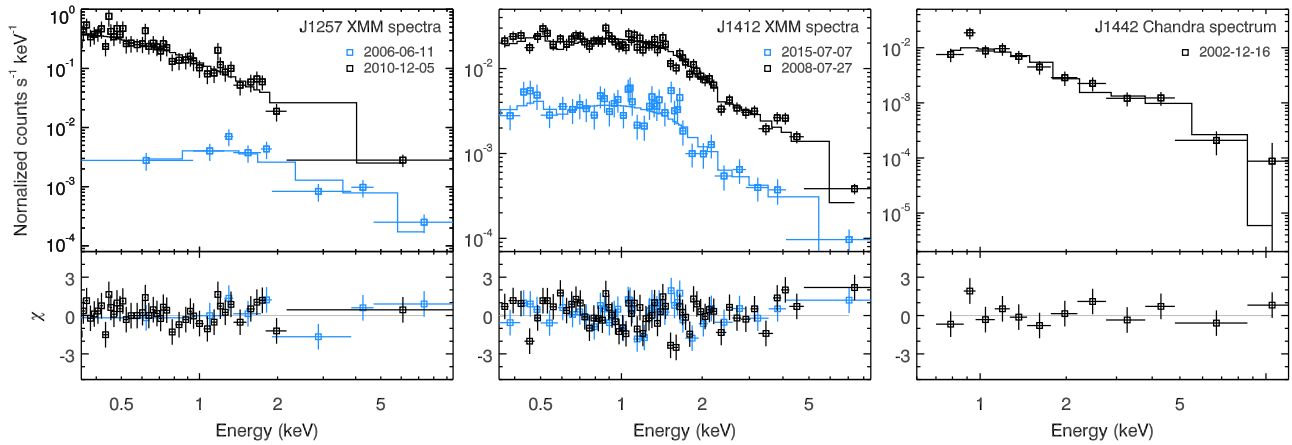 J1257 XMM spectra
2006-06-11
2010-12-05
J1412 XMM spectra
2015-07-07
2008-07-27
J1442 Chandra spectrum
2002-12-16
Nornalized counts s⁻¹ keV⁻¹
10⁰
10⁻¹
10⁻²
10⁻³
10⁻⁴
10⁻²
10⁻³
10⁻⁴
10⁻²
10⁻³
10⁻⁴
10⁻⁵
χ
3
0
-3
3
0
-3
3
0
-3
0.5 1 5
0.5 1 2 5
1 2 5 10
Energy (keV)
Energy (keV)
Energy (keV)